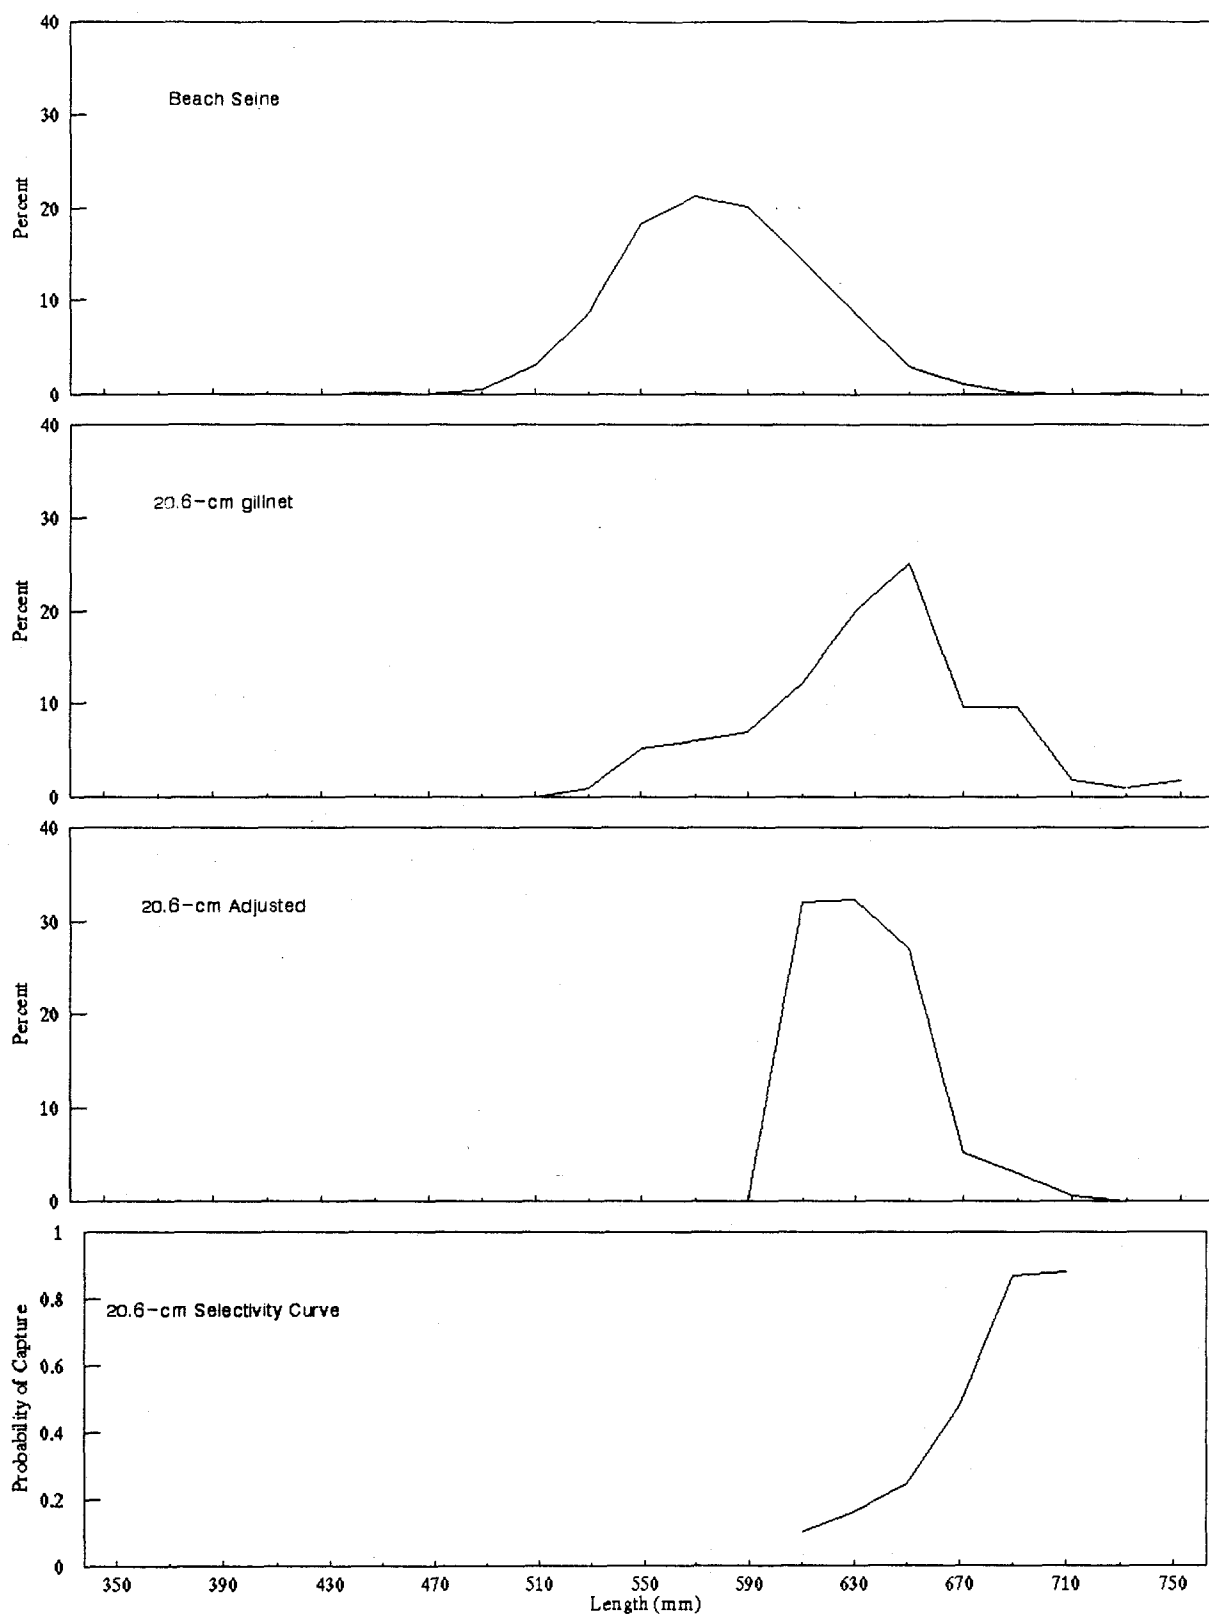 40
Beach Seine
30
Percent
20
10
0
40
20.6-cm gillnet
30
Percent
20
10
0
40
20.6-cm Adjusted
30
Percent
20
10
0
1
20.6-cm Selectivity Curve
0.8
Probability of Capture
0.6
0.4
0.2
0
350 390 430 470 510 550 590 630 670 710 750
Length (mm)